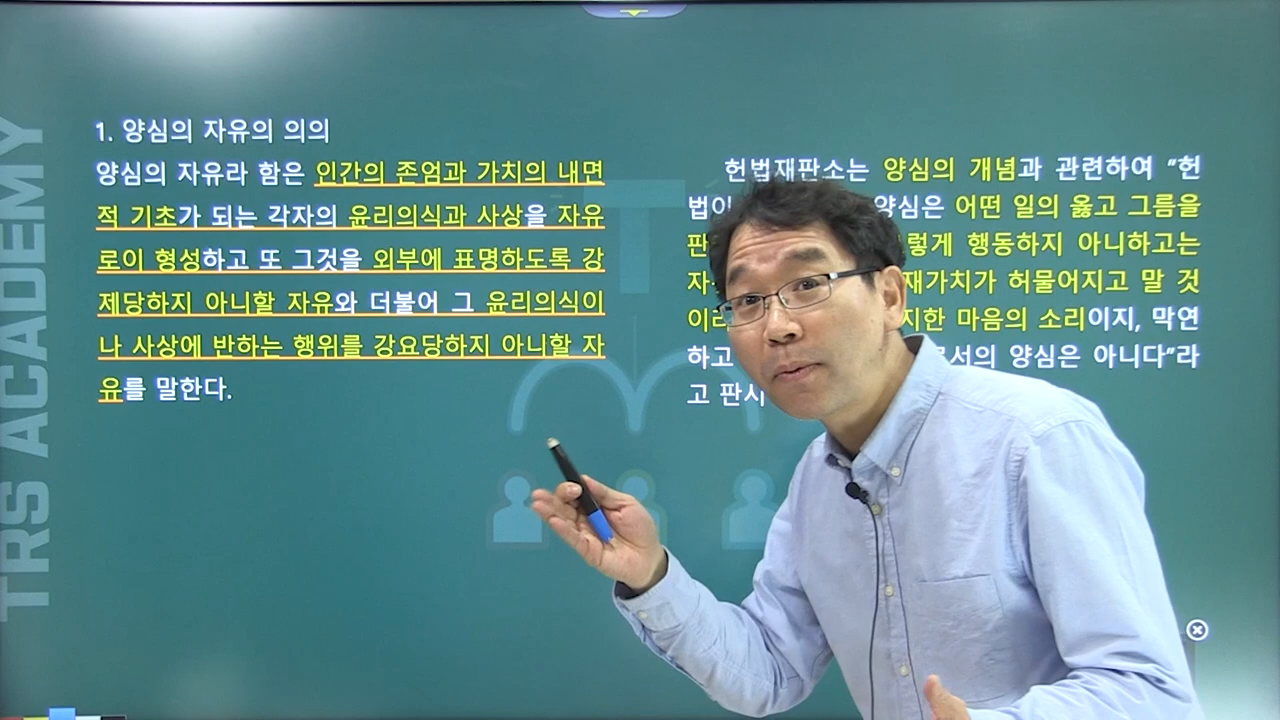 TRS ACADEMY
1. 양심의 자유의 의의
양심의 자유라 함은 인간의 존엄과 가치의 내면
적 기초가 되는 각자의 윤리의식과 사상을 자유
로이 형성하고 또 그것을 외부에 표명하도록 강
제당하지 아니할 자유와 더불어 그 윤리의식이
나 사상에 반하는 행위를 강요당하지 아니할 자
유를 말한다.
헌법재판소는 양심의 개념과 관련하여 "헌
법이 양심은 어떤 일의 옳고 그름을
판 렇게 행동하지 아니하고는
자 재가치가 허물어지고 말 것
이라 지한 마음의 소리이지, 막연
하고 로서의 양심은 아니다"라
고 판시